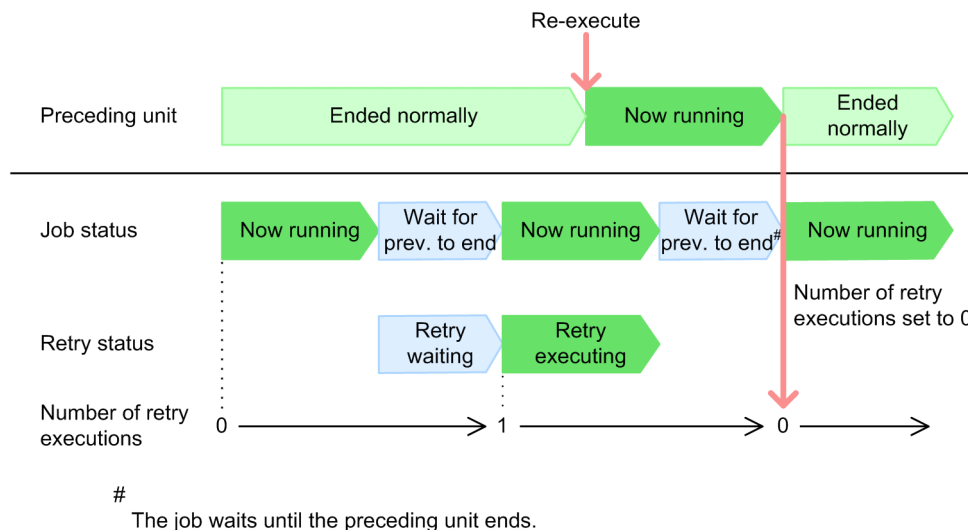 Re-execute
Preceding unit
Ended normally
Now running
Ended
normally
Job status
Now running
Wait for
prev. to end
Now running
Wait for
prev. to end#
Now running
Number of retry
executions set to 0
Retry status
Retry
waiting
Retry
executing
Number of retry
executions
0
1
0
#
The job waits until the preceding unit ends.